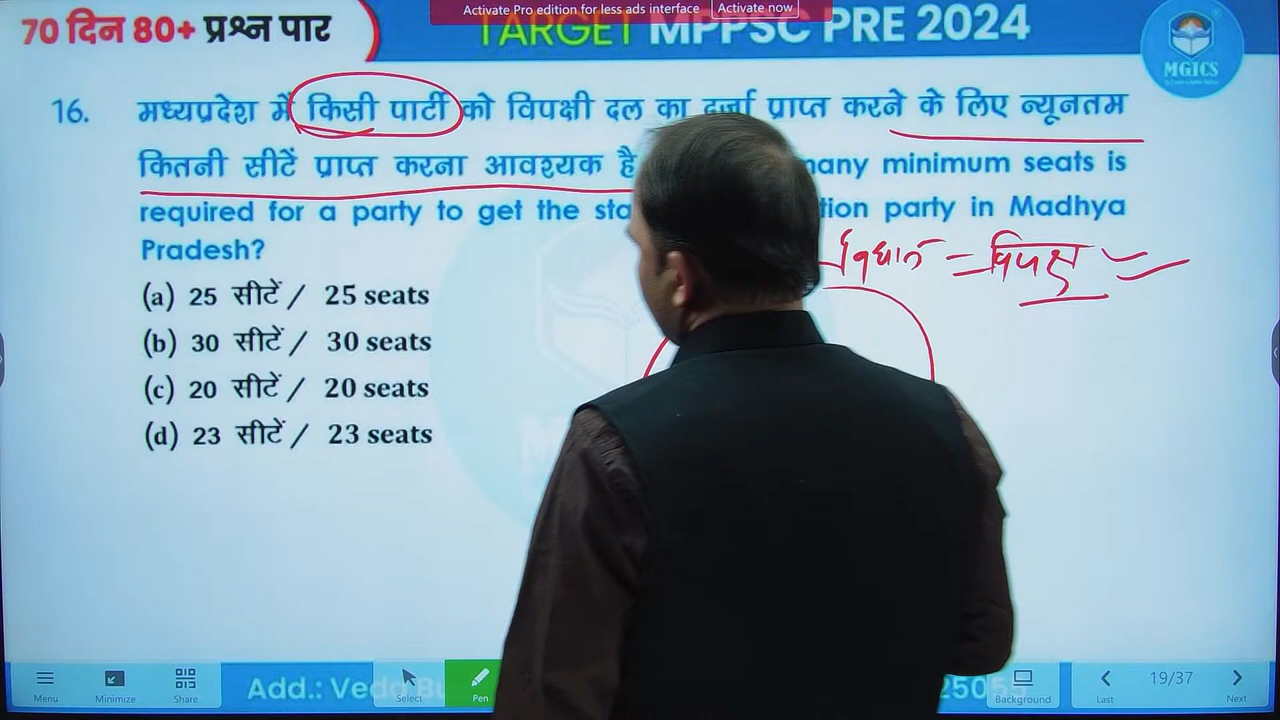 Activate Pro edition for less ads interface Activate now
70 दिन 80+ प्रश्न पार
TARGET MPPSC PRE 2024
MGICS
16. मध्यप्रदेश में किसी पार्टी को विपक्षी दल का दर्जा प्राप्त करने के लिए न्यूनतम
कितनी सीटें प्राप्त करना आवश्यक है many minimum seats is
required for a party to get the party in Madhya
Pradesh?
विपक्ष
(a) 25 सीटें / 25 seats
(b) 30 सीटें / 30 seats
(c) 20 सीटें / 20 seats
(d) 23 सीटें / 23 seats
Menu Minimize Share Select Pen Background Last 19/37 Next
Add.: